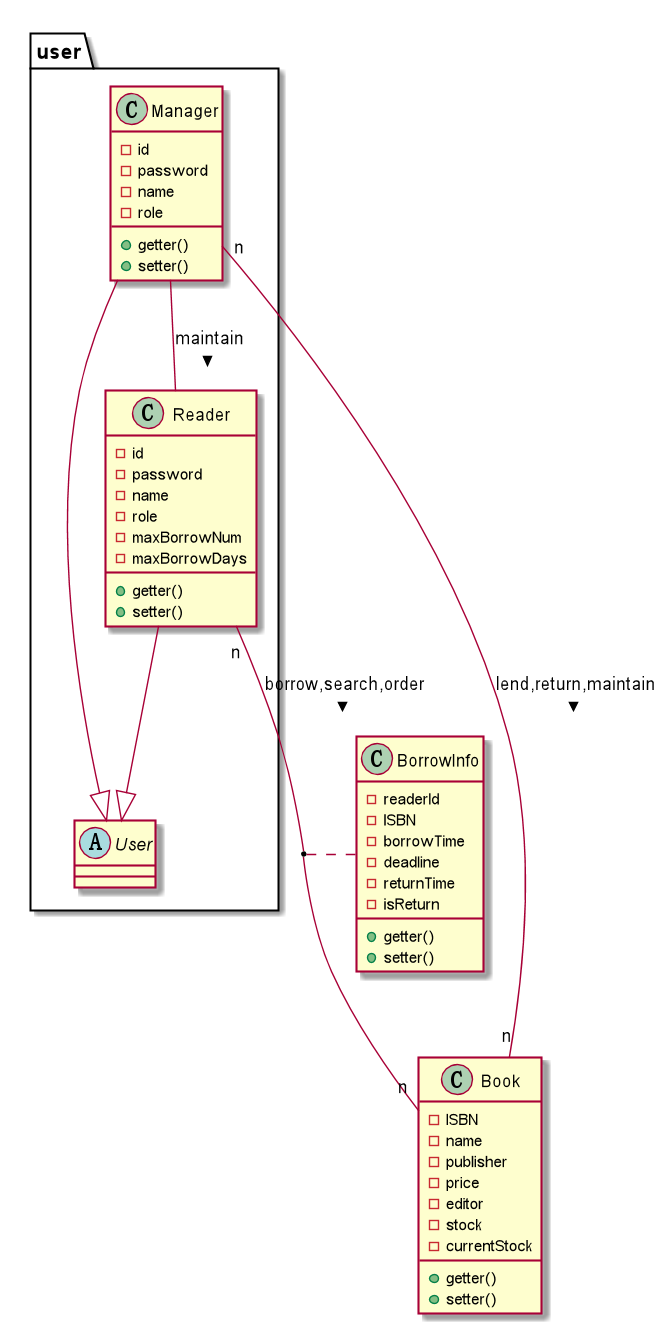 user
C Manager
id
password
name
role
getter()
setter()
n
maintain
C Reader
id
password
name
role
maxBorrowNum
maxBorrowDays
getter()
setter()
n
borrow,search,order
lend,return,maintain
C BorrowInfo
readerId
ISBN
borrowTime
deadline
returnTime
isReturn
getter()
setter()
A User
n
n
C Book
ISBN
name
publisher
price
editor
stock
currentStock
getter()
setter()